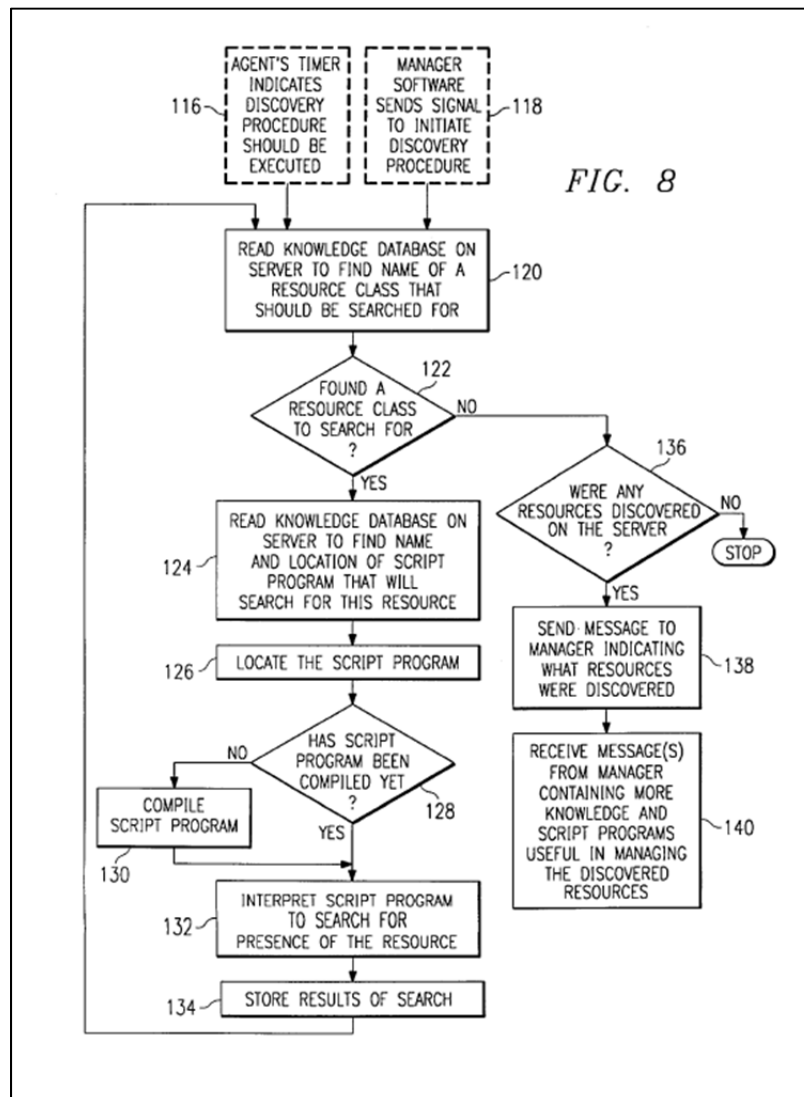 AGENT'S TIMER
INDICATES
DISCOVERY
PROCEDURE
SHOULD BE
EXECUTED
116
MANAGER
SOFTWARE
SENDS SIGNAL
TO INITIATE
DISCOVERY
PROCEDURE
118
FIG. 8
READ KNOWLEDGE DATABASE ON
SERVER TO FIND NAME OF A
RESOURCE CLASS THAT
SHOULD BE SEARCHED FOR
120
FOUND A
RESOURCE CLASS
TO SEARCH FOR
?
122
NO
YES
READ KNOWLEDGE DATABASE ON
SERVER TO FIND NAME
AND LOCATION OF SCRIPT
PROGRAM THAT WILL
SEARCH FOR THIS RESOURCE
124
126
LOCATE THE SCRIPT PROGRAM
HAS SCRIPT
PROGRAM BEEN
COMPILED YET
?
128
NO
YES
COMPILE
SCRIPT PROGRAM
130
INTERPRET SCRIPT PROGRAM
TO SEARCH FOR
PRESENCE OF THE RESOURCE
132
134
STORE RESULTS OF SEARCH
136
WERE ANY
RESOURCES DISCOVERED
ON THE SERVER
?
NO
STOP
YES
SEND MESSAGE TO
MANAGER INDICATING
WHAT RESOURCES
WERE DISCOVERED
138
RECEIVE MESSAGE(S)
FROM MANAGER
CONTAINING MORE
KNOWLEDGE AND
SCRIPT PROGRAMS
USEFUL IN MANAGING
THE DISCOVERED
RESOURCES
140